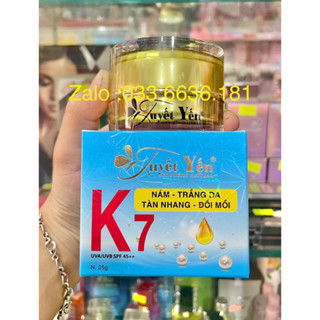 Zalo :033.6636.181
Tuyết Yến
Tuyết Yến
K7
NÁM - TRẮNG DA
TÀN NHANG - ĐỒI MỒI
UVA/UVB SPF 45++
N: 25g